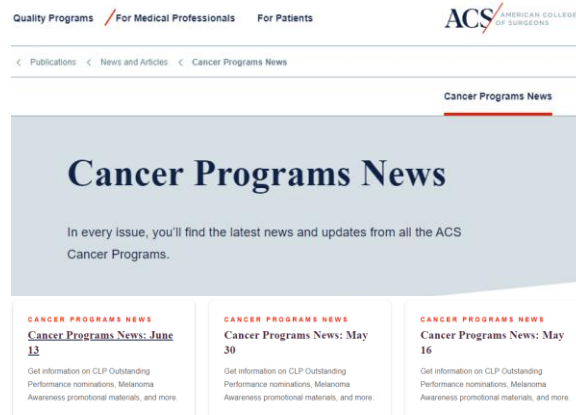 Quality Programs / For Medical Professionals For Patients
ACS AMERICAN COLLEGE
OF SURGEONS
< Publications < News and Articles < Cancer Programs News
Cancer Programs News
Cancer Programs News
In every issue, you'll find the latest news and updates from all the ACS
Cancer Programs.
CANCER PROGRAMS NEWS
Cancer Programs News: June
13
Get information on CLP Outstanding
Performance nominations, Melanoma
Awareness promotional materials, and more.
CANCER PROGRAMS NEWS
Cancer Programs News: May
30
Get information on CLP Outstanding
Performance nominations, Melanoma
Awareness promotional materials, and more.
CANCER PROGRAMS NEWS
Cancer Programs News: May
16
Get information on CLP Outstanding
Performance nominations, Melanoma
Awareness promotional materials, and more.